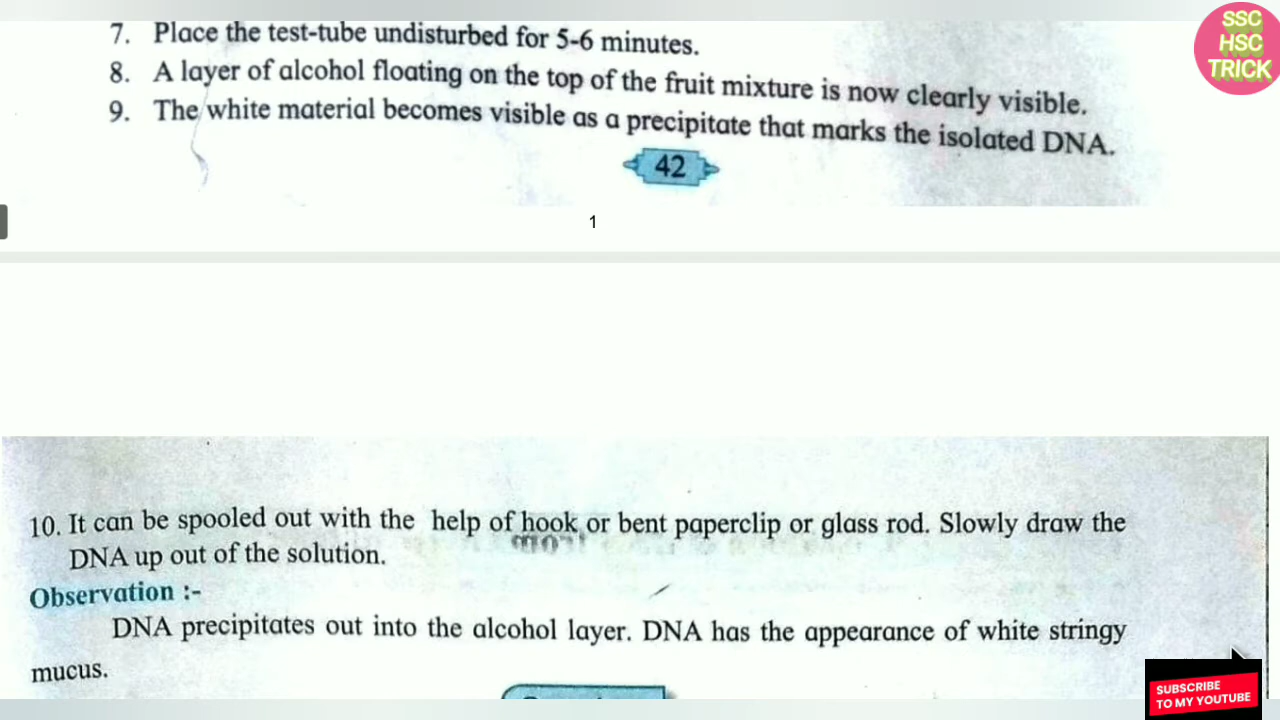 SSC
HSC
TRICK
7. Place the test-tube undisturbed for 5-6 minutes.
8. A layer of alcohol floating on the top of the fruit mixture is now clearly visible.
9. The white material becomes visible as a precipitate that marks the isolated DNA.
42
1
10. It can be spooled out with the help of hook or bent paperclip or glass rod. Slowly draw the
DNA up out of the solution.
Observation :-
DNA precipitates out into the alcohol layer. DNA has the appearance of white stringy
mucus.
SUBSCRIBE
TO MY YOUTUBE